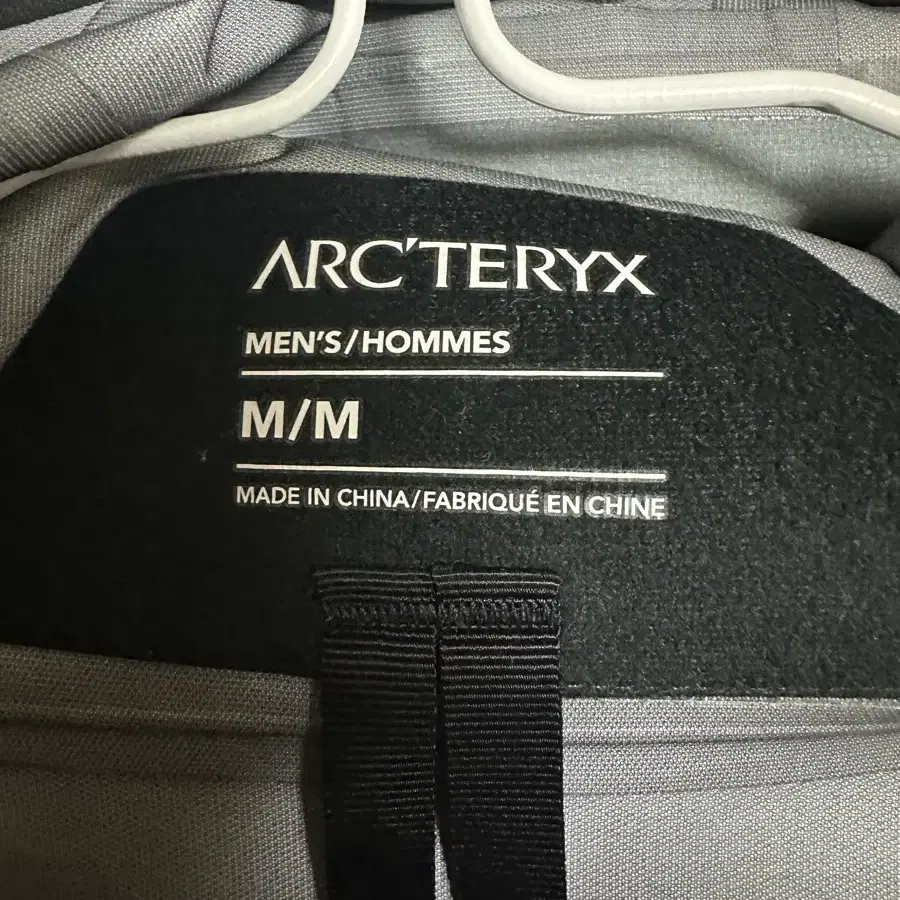 ARC'TERYX
MEN'S/HOMMES
M/M
MADE IN CHINA/FABRIQUÉ EN CHINE